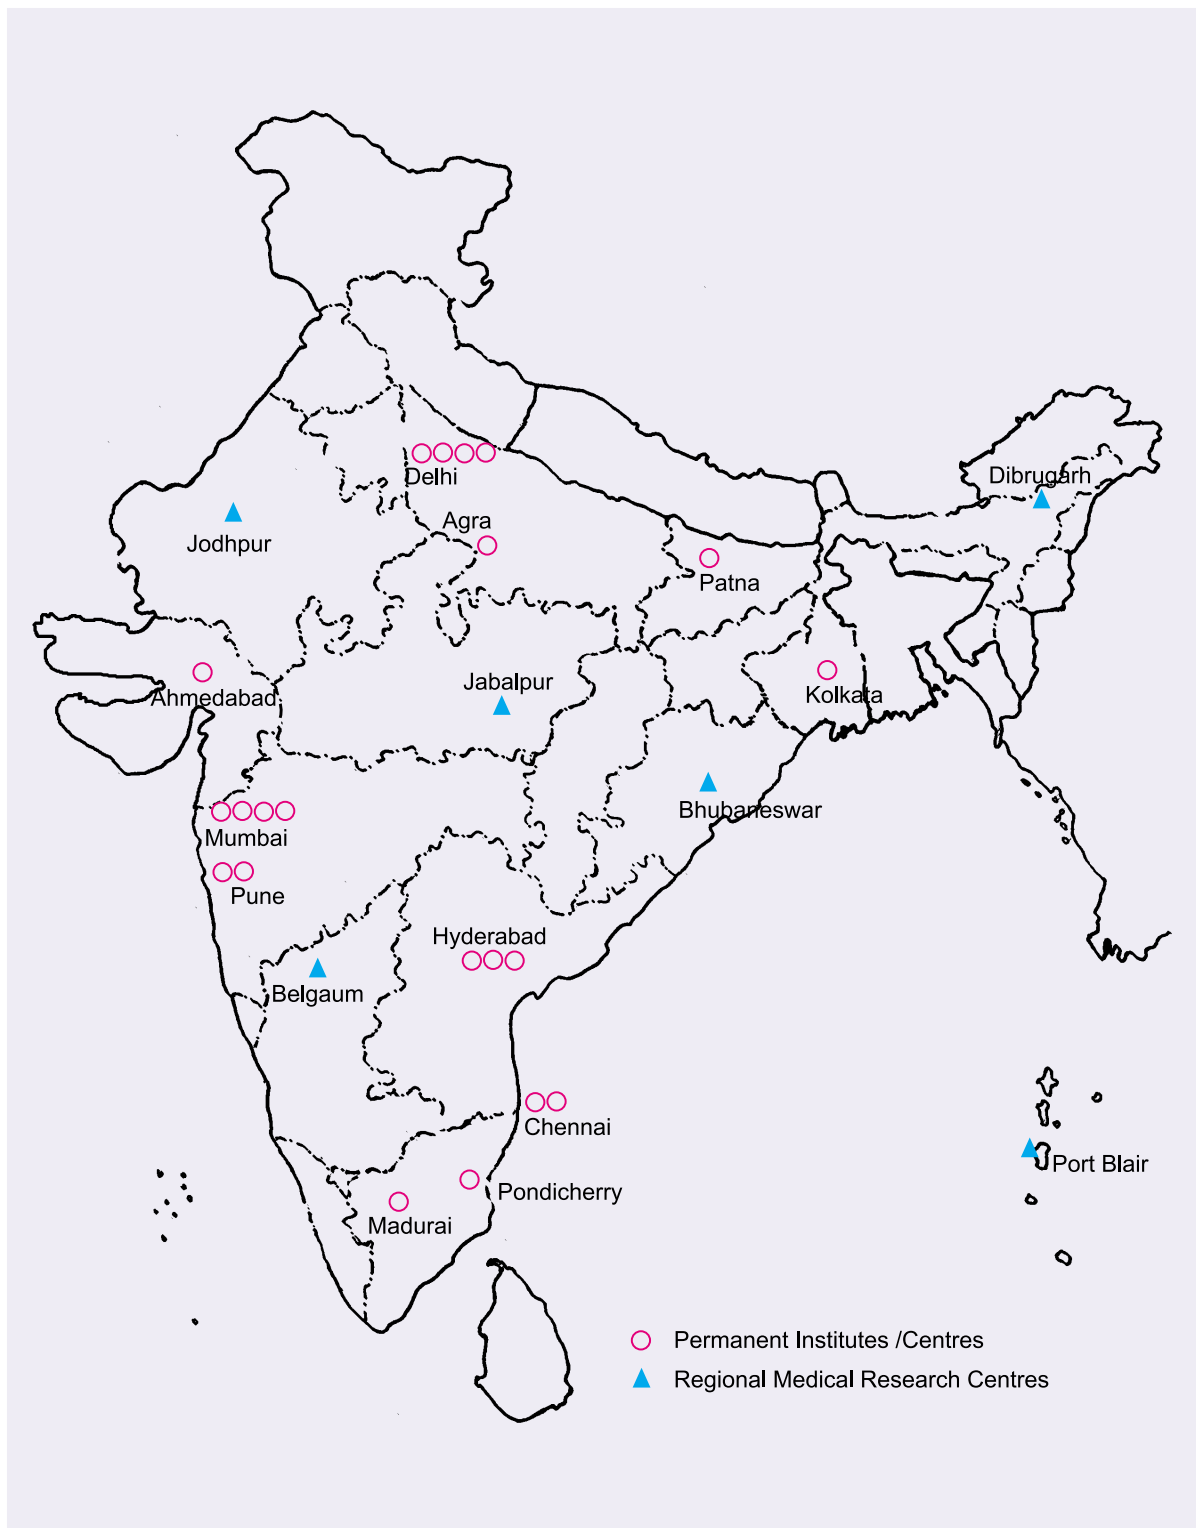 Delhi
Dibrugarh
Agra
Jodhpur
Patna
Jabalpur
Ahmedabad
Kolkata
Bhubaneswar
Mumbai
Pune
Hyderabad
Belgaum
Chennai
Port Blair
Pondicherry
Madurai
Permanent Institutes /Centres
Regional Medical Research Centres